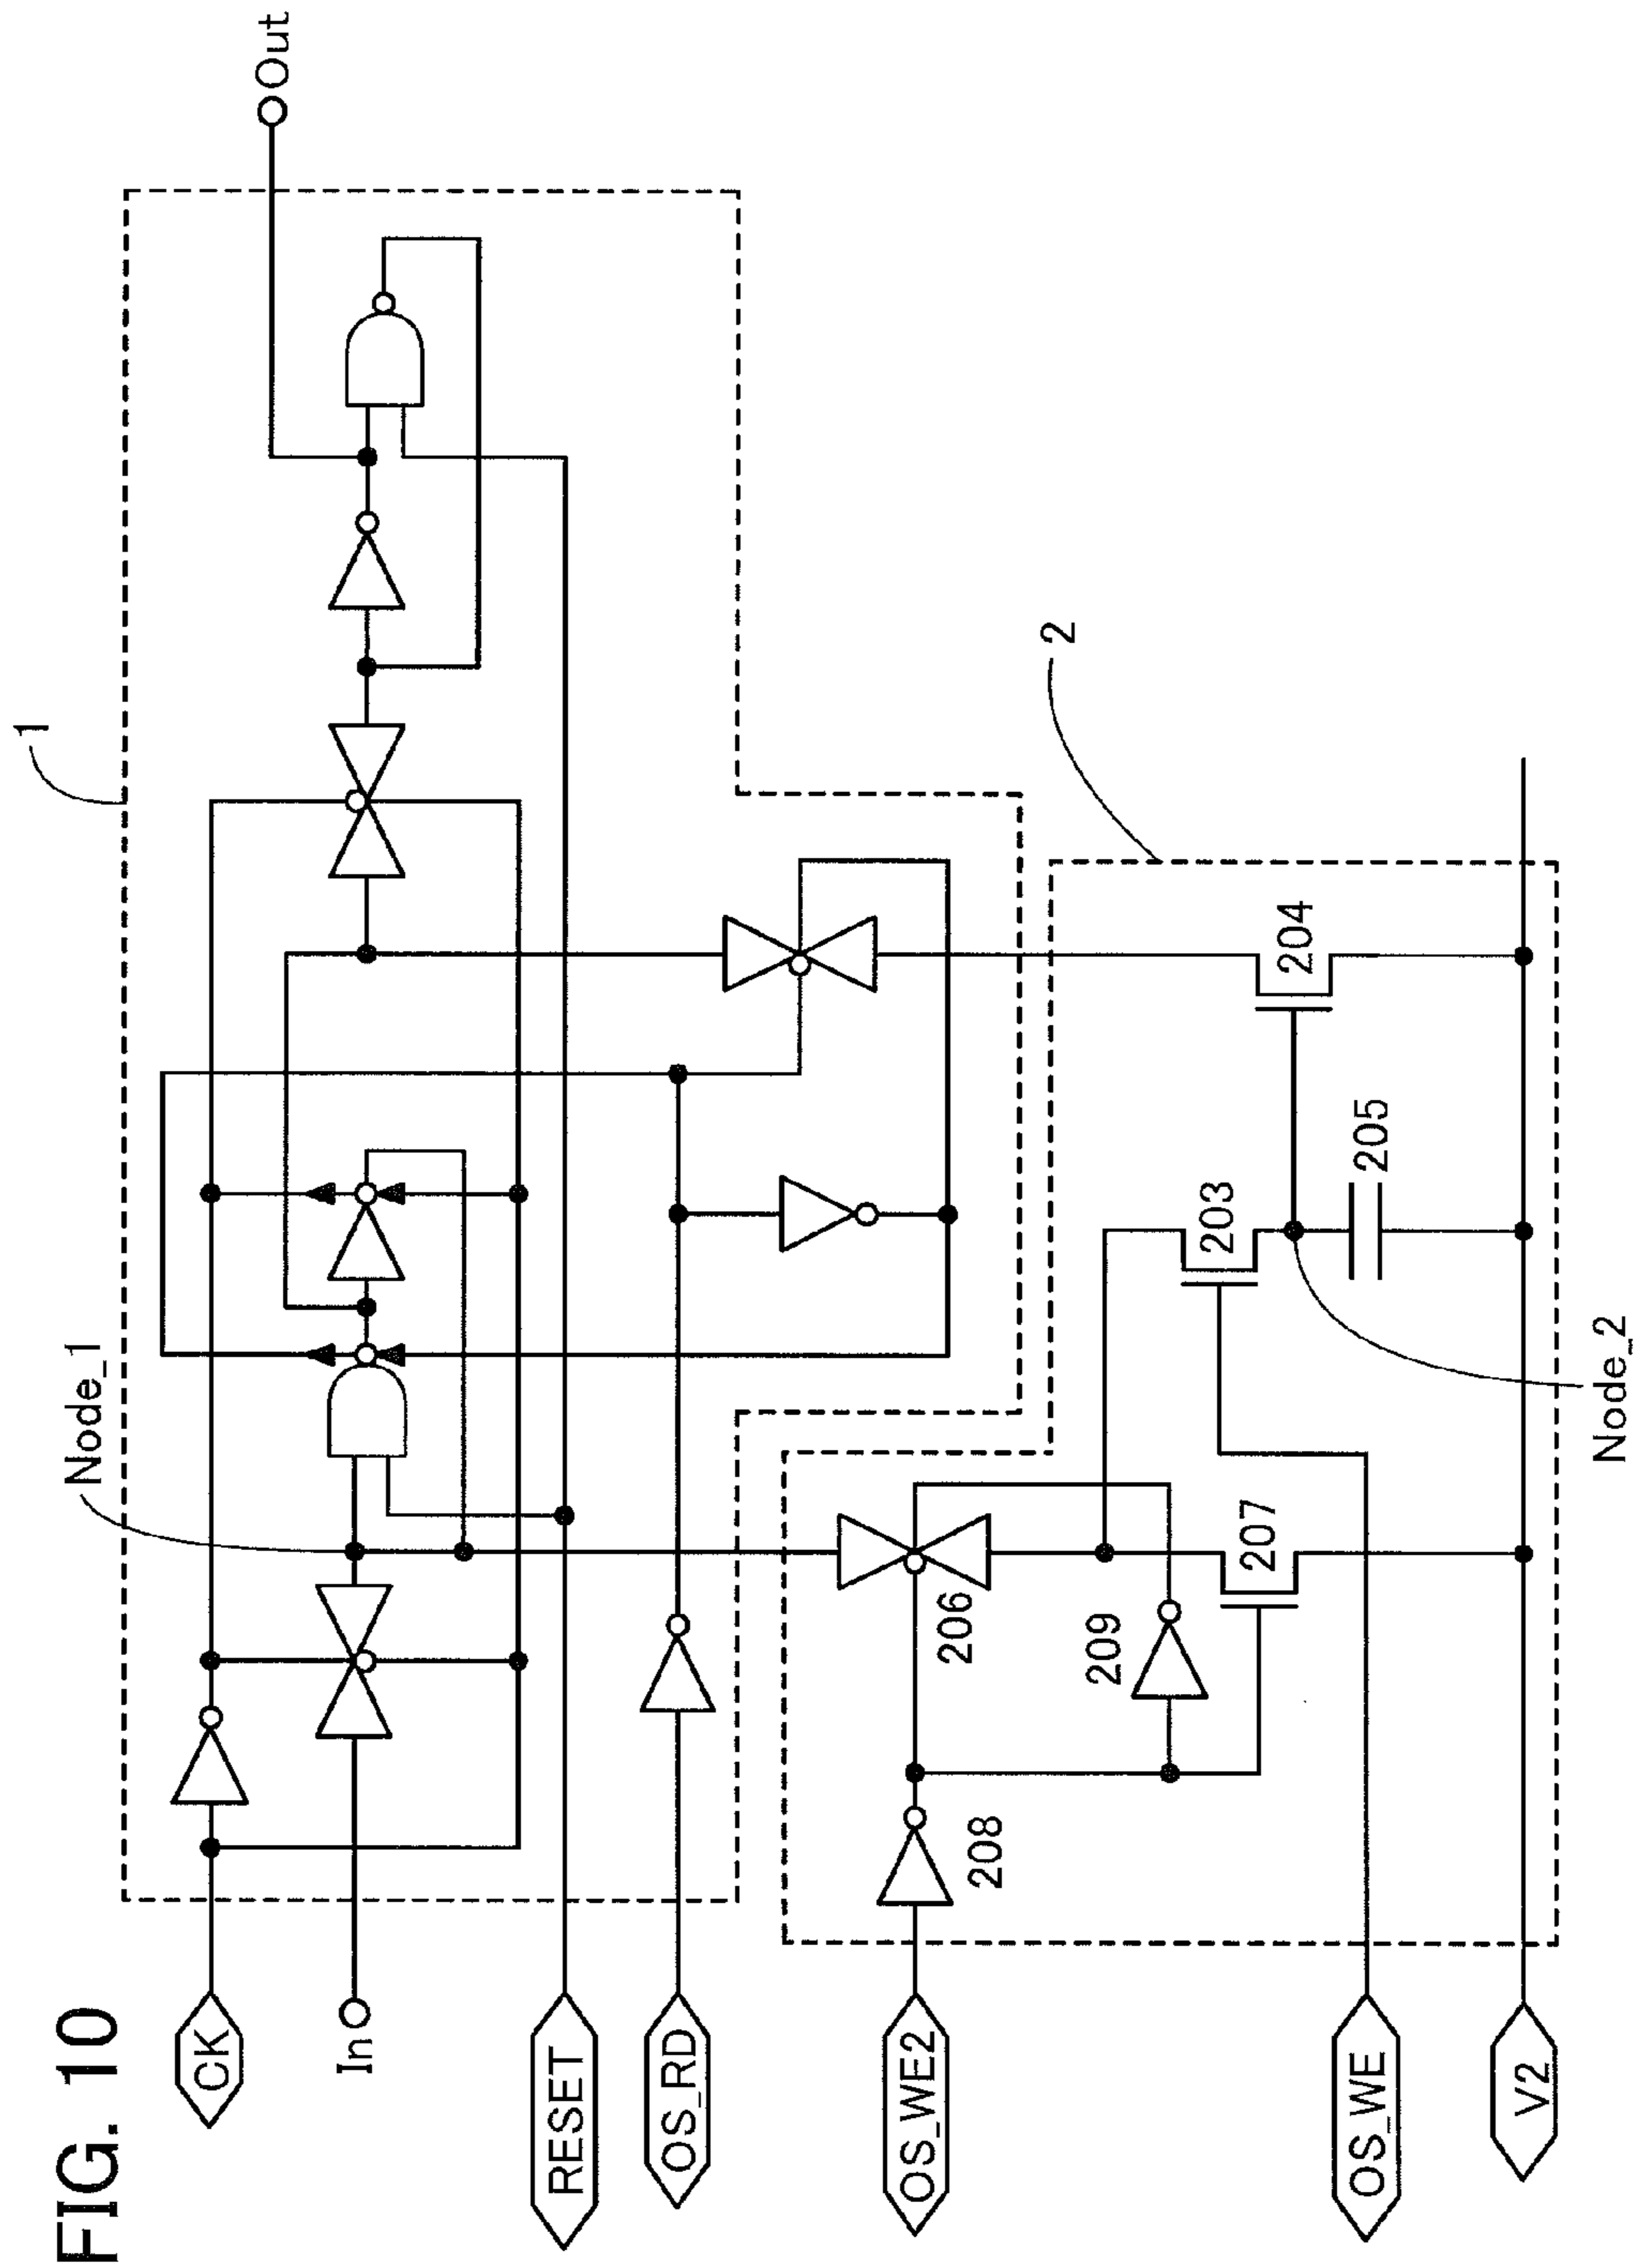 FIG. 10
1
Node_1
CK
In
Out
RESET
OS_RD
2
OS_WE2
208
206
209
207
203
205
204
OS_WE
V2
Node_2